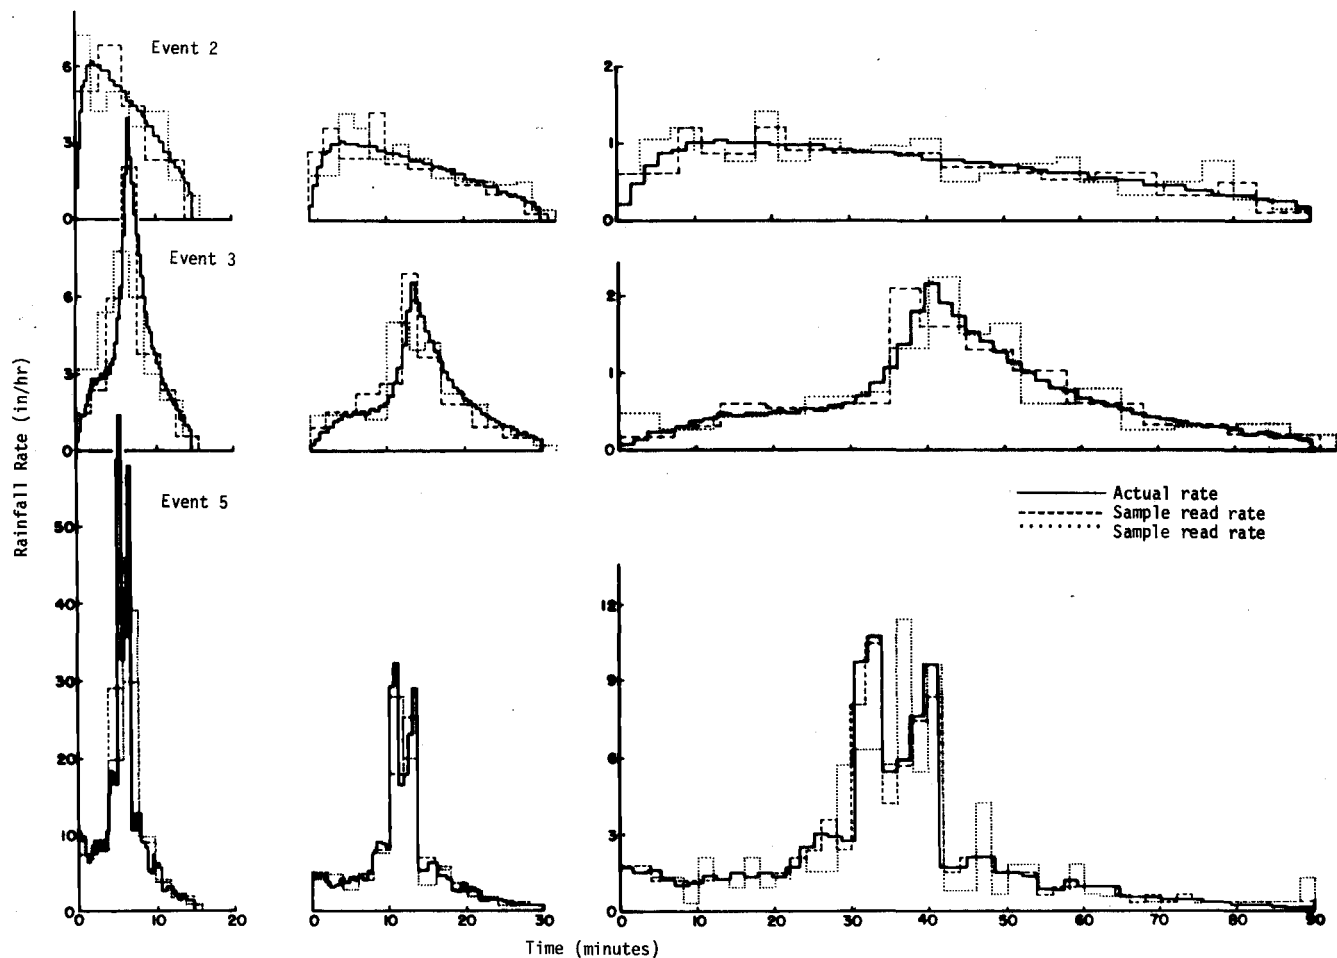 Event 2
6
3
0
2
1
0
Event 3
6
3
0
2
1
0
Rainfall Rate (in/hr)
Event 5
50
40
30
20
10
0
12
9
6
3
0
Actual rate
Sample read rate
Sample read rate
0 10 20
0 10 20 30
0 10 20 30 40 50 60 70 80 90
Time (minutes)